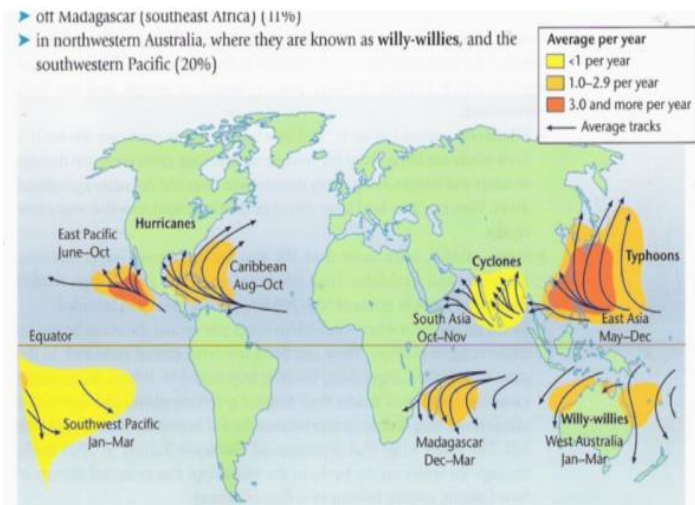 ➤ off Madagascar (southeast Africa) (11%)
➤ in northwestern Australia, where they are known as willy-willies, and the
southwestern Pacific (20%)
Average per year
<1 per year
1.0–2.9 per year
3.0 and more per year
Average tracks
Hurricanes
East Pacific
June–Oct
Caribbean
Aug–Oct
Cyclones
Typhoons
South Asia
Oct–Nov
East Asia
May–Dec
Equator
Southwest Pacific
Jan–Mar
Madagascar
Dec–Mar
Willy-willies
West Australia
Jan–Mar